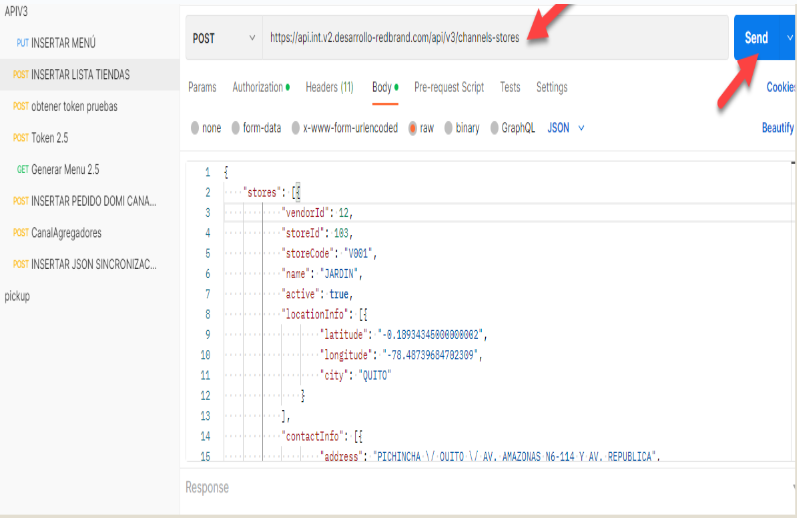 APIV3
PUT INSERTAR MENÚ
POST INSERTAR LISTA TIENDAS
POST obtener token pruebas
POST Token 2.5
GET Generar Menu 2.5
POST INSERTAR PEDIDO DOMI CANA...
POST CanalAgregadores
POST INSERTAR JSON SINCRONIZAC...
pickup
POST https://api.int.v2.desarrollo-redbrand.com/api/v3/channels-stores Send
Params Authorization Headers (11) Body Pre-request Script Tests Settings Cookies
none form-data x-www-form-urlencoded raw binary GraphQL JSON Beautify
1 {
2 "stores": [{
3 "vendorId": 12,
4 "storeId": 103,
5 "storeCode": "V001",
6 "name": "JARDIN",
7 "active": true,
8 "locationInfo": [{
9 "latitude": "-0.18934345000000002",
10 "longitude": "-78.48739684702309",
11 "city": "QUITO"
12 }
13 ],
14 "contactInfo": [{
15 "address": "PICHINCHA \/ QUITO \/ AV. AMAZONAS N6-114 Y AV. REPUBLICA",
Response